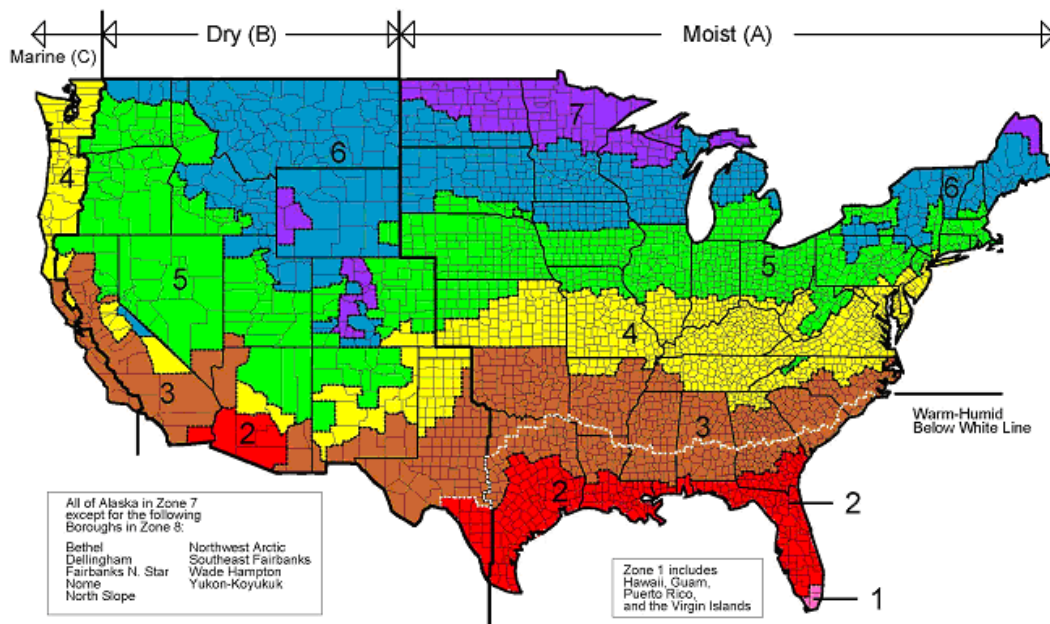 Marine (C)
Dry (B)
Moist (A)
7
6
6
4
5
5
4
3
3
2
2
2
1
Warm-Humid
Below White Line
All of Alaska in Zone 7
except for the following
Boroughs in Zone 8:
Bethel
Dellingham
Fairbanks N. Star
Nome
North Slope
Northwest Arctic
Southeast Fairbanks
Wade Hampton
Yukon-Koyukuk
Zone 1 includes
Hawaii, Guam,
Puerto Rico,
and the Virgin Islands